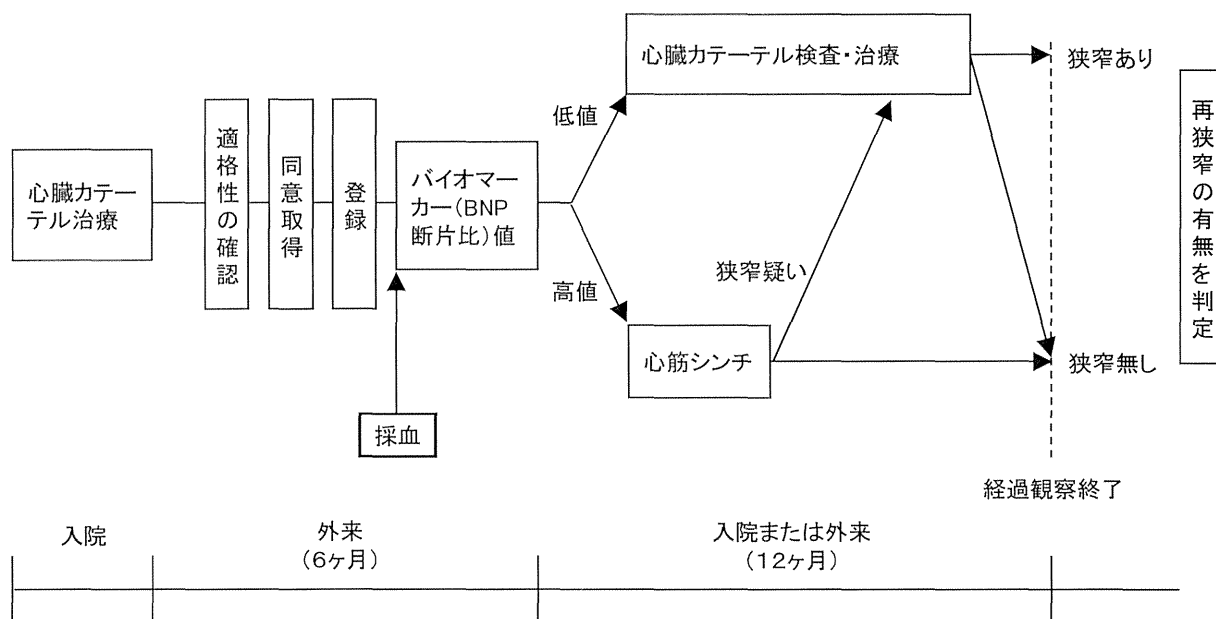 心臓カテー
テル治療
適格性の確認
同意取得
登録
バイオマー
カー(BNP
断片比)値
採血
低値
高値
心臓カテーテル検査・治療
狭窄疑い
心筋シンチ
狭窄あり
狭窄無し
再狭窄の有無を判定
経過観察終了
入院
外来
(6ヶ月)
入院または外来
(12ヶ月)